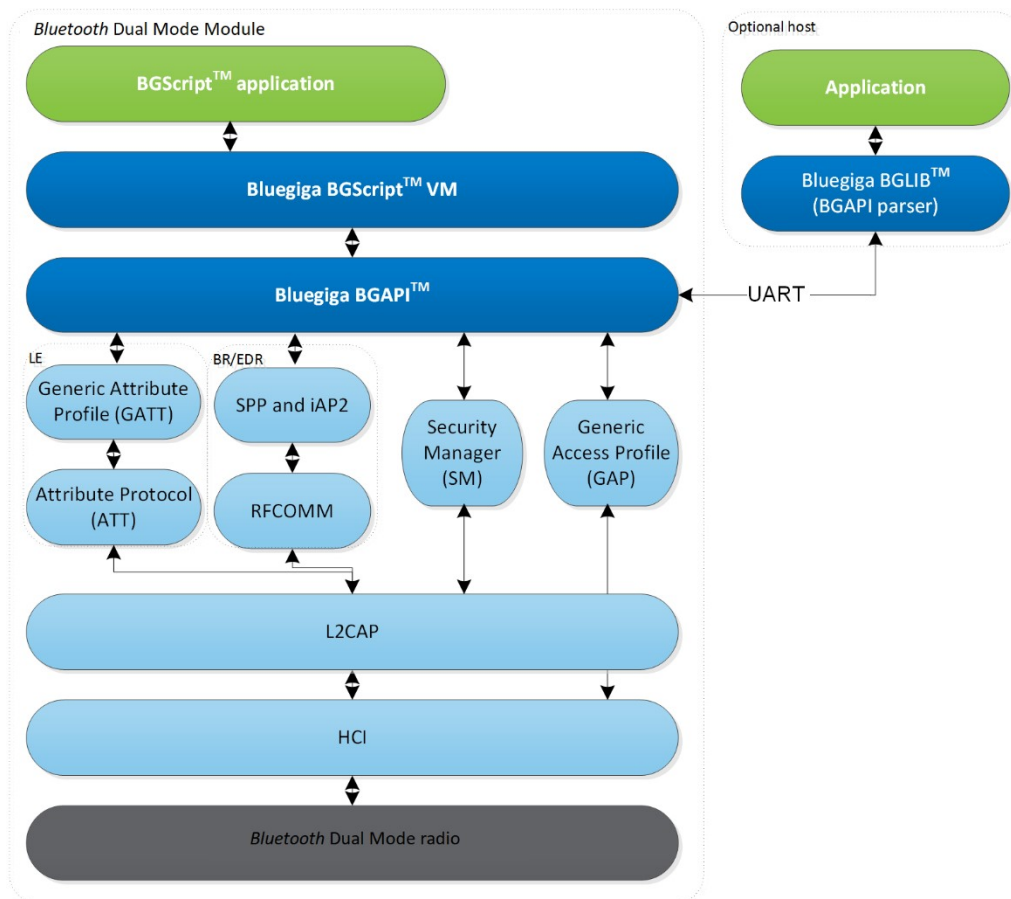 Bluetooth Dual Mode Module
Optional host
BGScript™ application
Application
Bluegiga BGScript™ VM
Bluegiga BGLIB™
(BGAPI parser)
Bluegiga BGAPI™
UART
LE
BR/EDR
Generic Attribute
Profile (GATT)
SPP and iAP2
Security
Manager
(SM)
Generic
Access Profile
(GAP)
Attribute Protocol
(ATT)
RFCOMM
L2CAP
HCI
Bluetooth Dual Mode radio